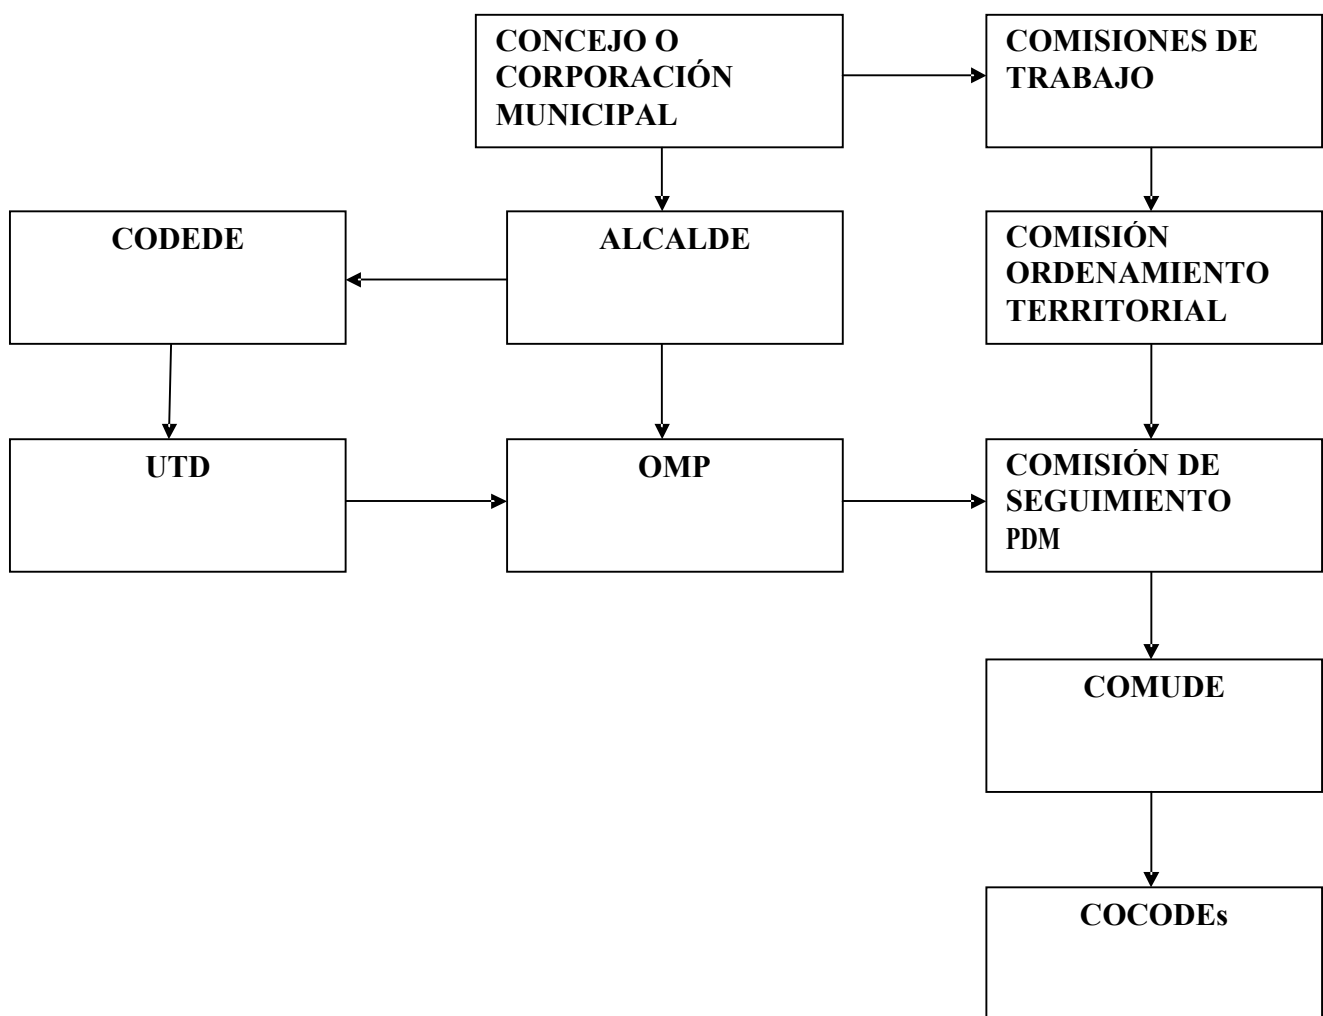 CONCEJO O
CORPORACIÓN
MUNICIPAL
COMISIONES DE
TRABAJO
CODEDE
ALCALDE
COMISIÓN
ORDENAMIENTO
TERRITORIAL
UTD
OMP
COMISIÓN DE
SEGUIMIENTO
PDM
COMUDE
COCODEs